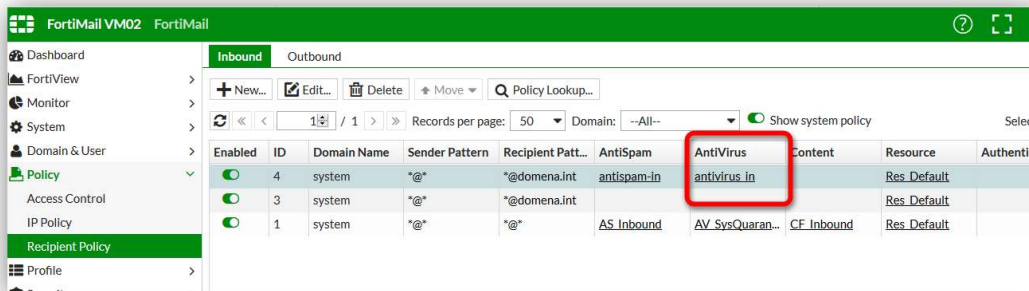 FortiMail VM02 FortiMail
Dashboard
FortiView
Monitor
System
Domain & User
Policy
Access Control
IP Policy
Recipient Policy
Profile
Inbound Outbound
New... Edit... Delete Move Policy Lookup...
1 / 1 Records per page: 50 Domain: --All-- Show system policy Selec
Enabled ID Domain Name Sender Pattern Recipient Patt... AntiSpam AntiVirus Content Resource Authenti
4 system *@* *@domena.int antispam-in antivirus_in Res_Default
3 system *@* *@domena.int Res_Default
1 system *@* *@* AS_Inbound AV_SysQuaran... CF_Inbound Res_Default